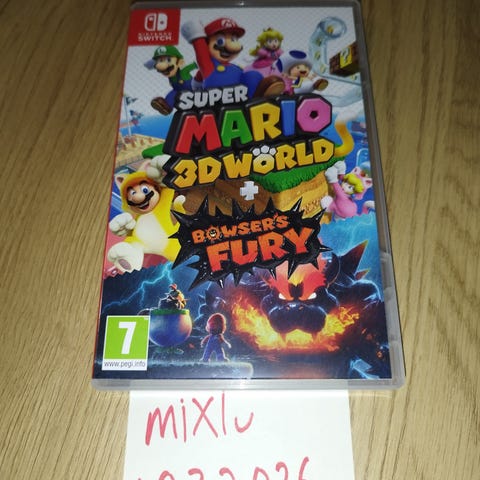 NINTENDO
SWITCH
SUPER
MARIO
3D WORLD
+
BOWSER'S
FURY
7
www.pegi.info
mixlu